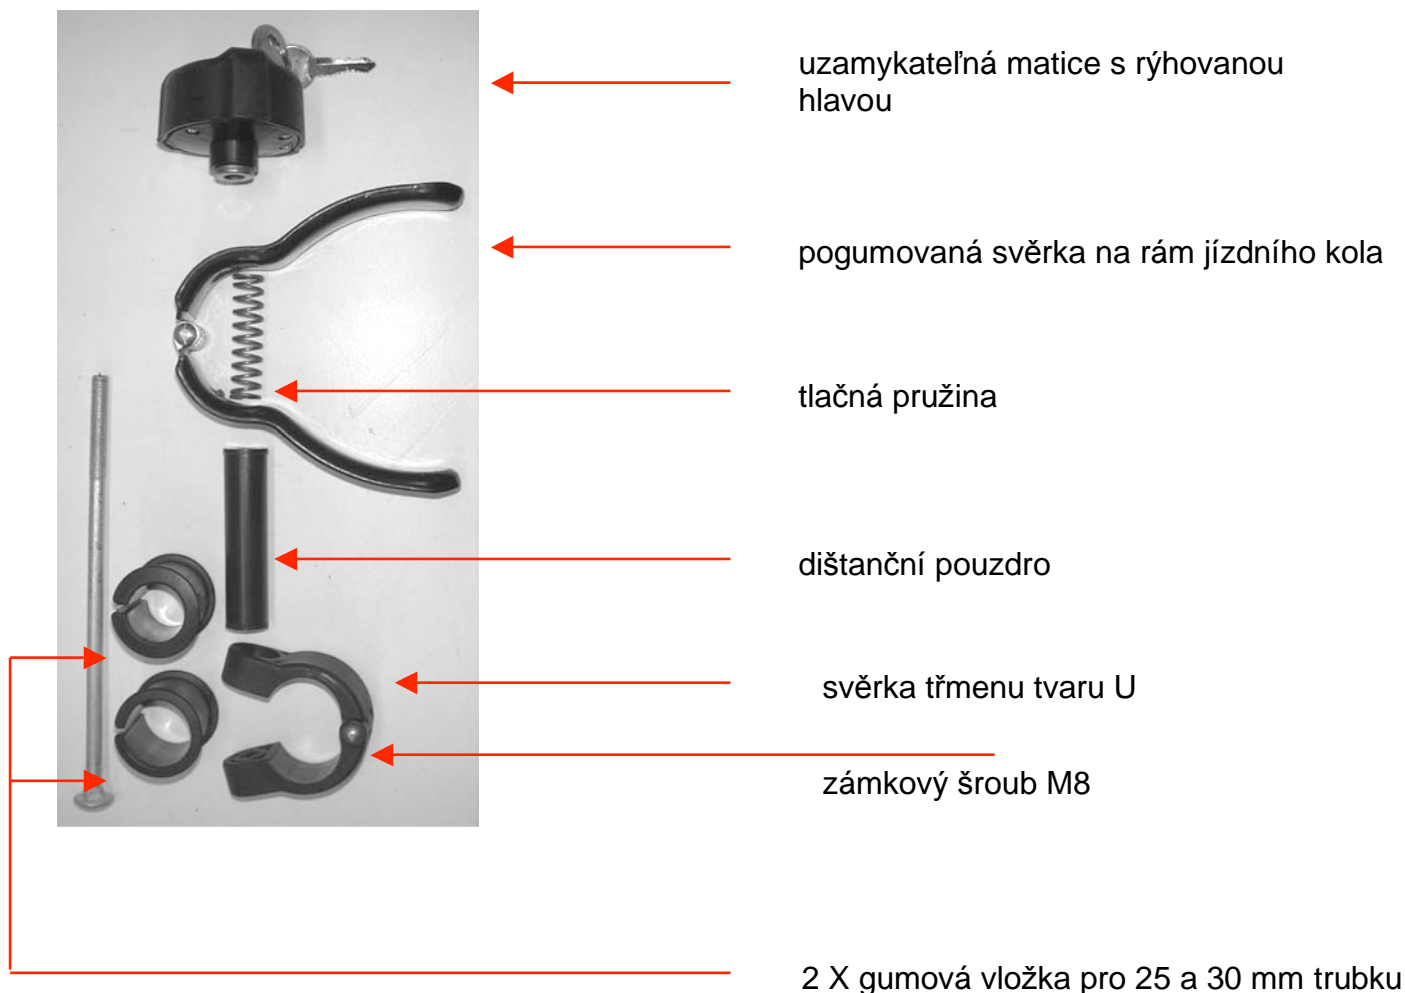 uzamykateľná matice s rýhovanou
hlavou
pogumovaná svěrka na rám jízdního kola
tlačná pružina
dištanční pouzdro
svěrka třmenu tvaru U
zámkový šroub M8
2 X gumová vložka pro 25 a 30 mm trubku